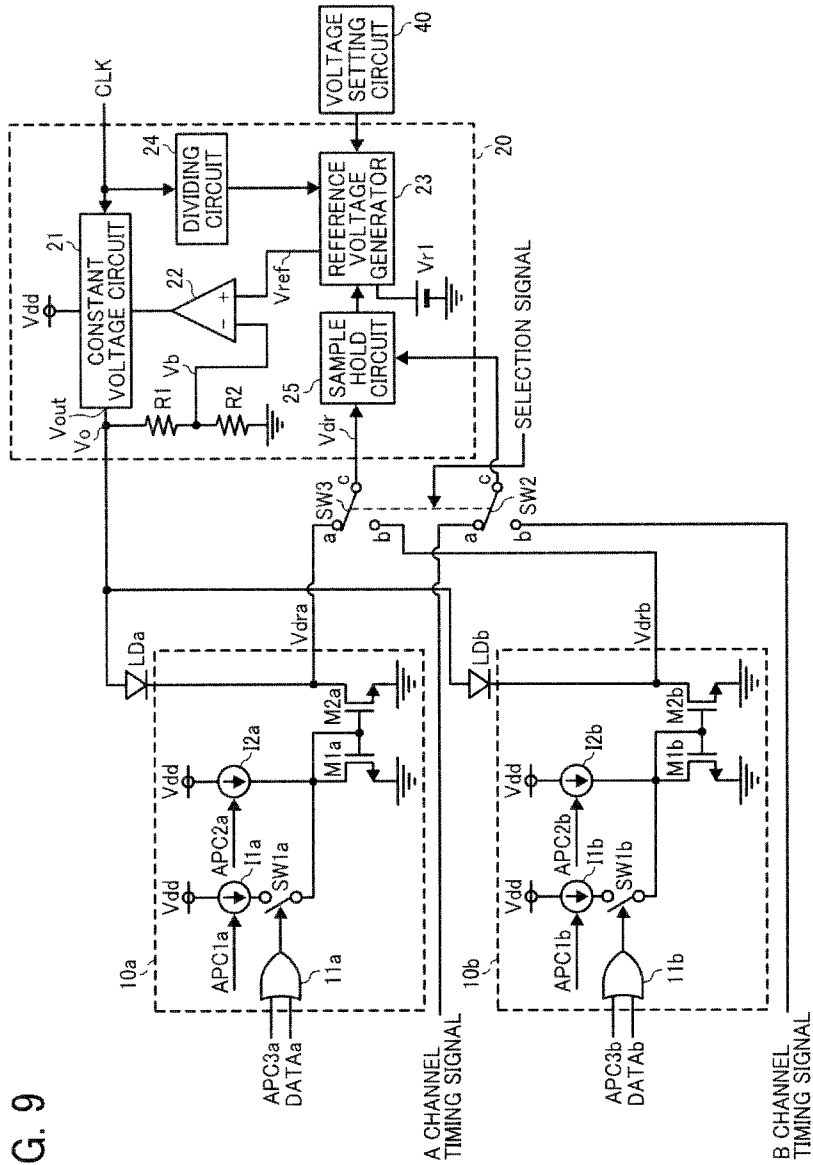 G. 9
CLK
VOLTAGE
SETTING
CIRCUIT
40
24
DIVIDING
CIRCUIT
20
21
Vdd
CONSTANT
VOLTAGE CIRCUIT
22
+
-
Vref
REFERENCE
VOLTAGE
GENERATOR
23
Vr1
Vout
Vo
R1
Vb
R2
25
SAMPLE
HOLD
CIRCUIT
Vdr
SELECTION SIGNAL
SW3
a
b
c
SW2
a
b
c
LDa
Vdra
LDb
Vdrb
10a
Vdd
APC1a
I1a
SW1a
Vdd
APC2a
I2a
M1a
M2a
11a
APC3a
DATAa
A CHANNEL
TIMING SIGNAL
10b
Vdd
APC1b
I1b
SW1b
Vdd
APC2b
I2b
M1b
M2b
11b
APC3b
DATAb
B CHANNEL
TIMING SIGNAL